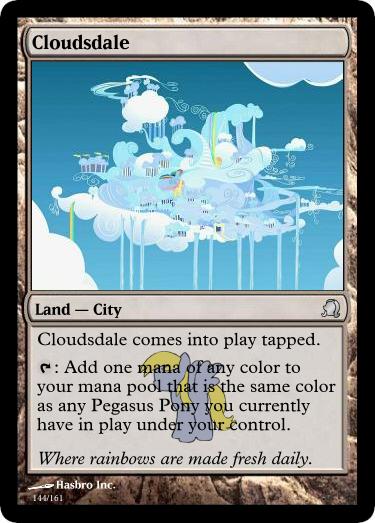 Cloudsdale
Land — City
Cloudsdale comes into play tapped.
: Add one mana of any color to
your mana pool that is the same color
as any Pegasus Pony you currently
have in play under your control.
Where rainbows are made fresh daily.
Hasbro Inc.
144/161